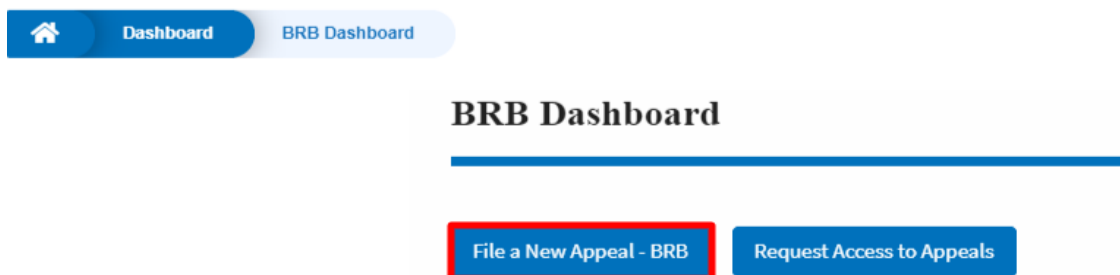 Dashboard BRB Dashboard
BRB Dashboard
File a New Appeal - BRB Request Access to Appeals